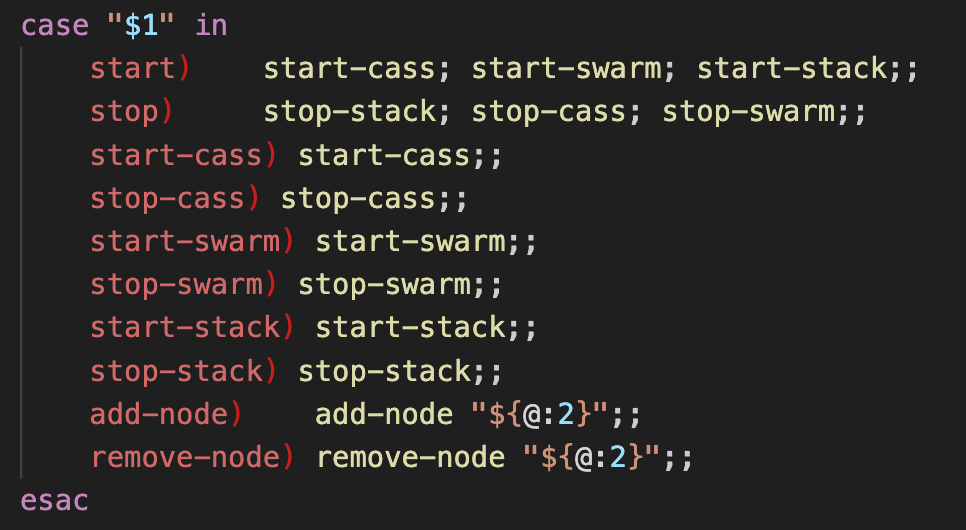 case "$1" in
    start)    start-cass; start-swarm; start-stack;;
    stop)     stop-stack; stop-cass; stop-swarm;;
    start-cass) start-cass;;
    stop-cass) stop-cass;;
    start-swarm) start-swarm;;
    stop-swarm) stop-swarm;;
    start-stack) start-stack;;
    stop-stack) stop-stack;;
    add-node)    add-node "${@:2}";;
    remove-node) remove-node "${@:2}";;
esac